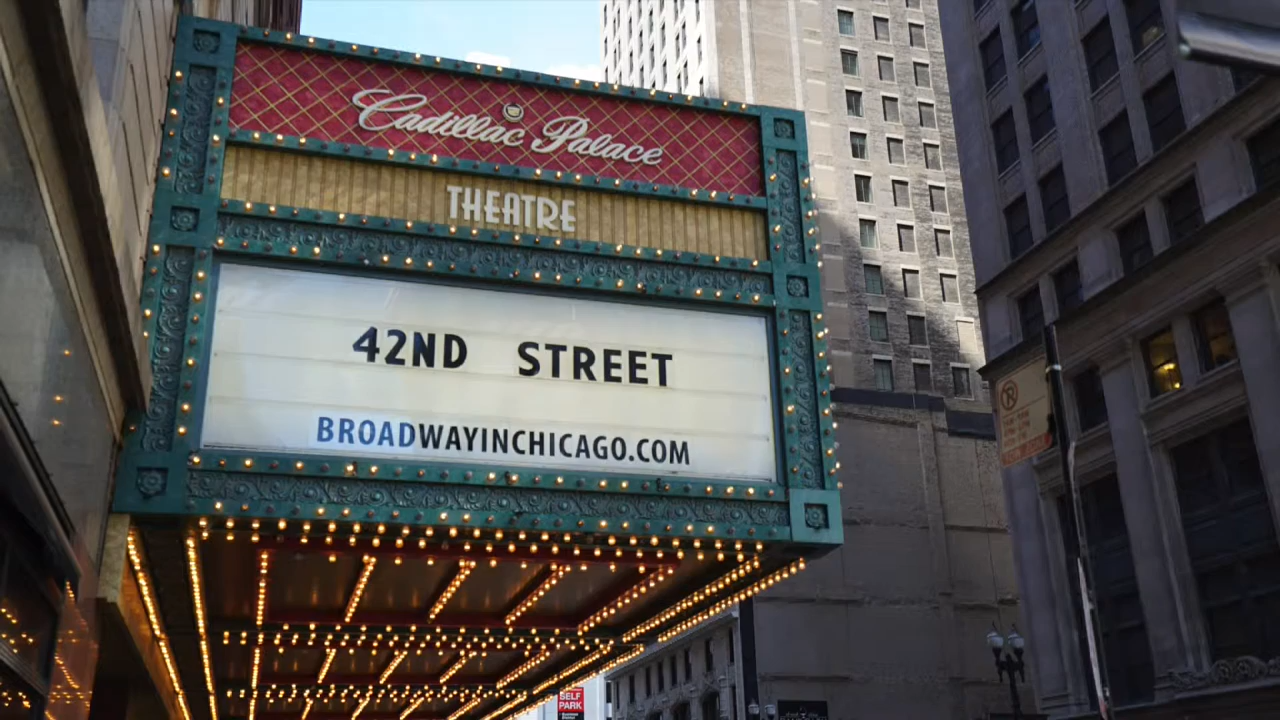 Cadillac Palace
THEATRE
42ND STREET
BROADWAYINCHICAGO.COM
SELF
PARK